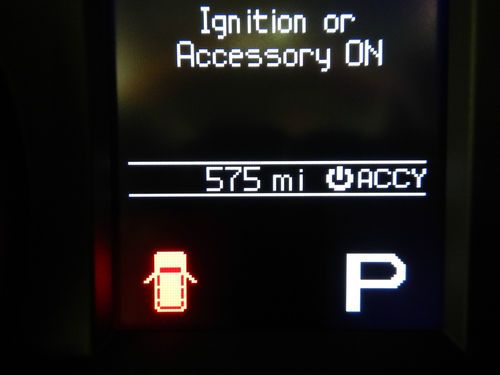 Ignition or
Accessory ON
575 mi ACCY
P